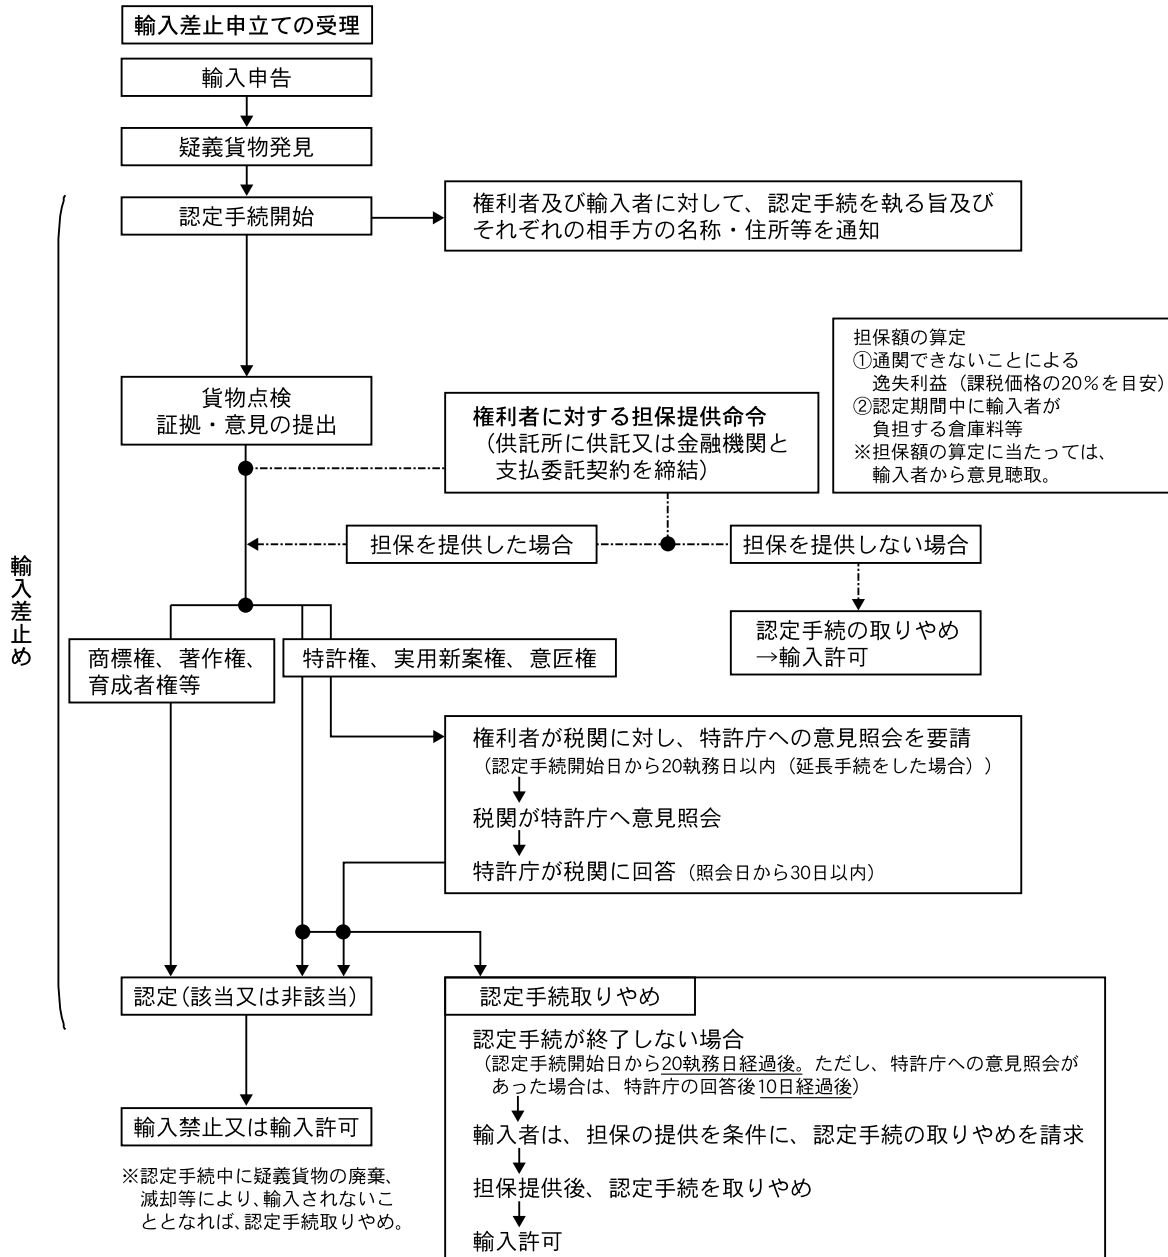 輸入差止申立ての受理
輸入申告
疑義貨物発見
認定手続開始
権利者及び輸入者に対して、認定手続を執る旨及び
それぞれの相手方の名称・住所等を通知
担保額の算定
①通関できないことによる
逸失利益（課税価格の20％を目安）
②認定期間中に輸入者が
負担する倉庫料等
※担保額の算定に当たっては、
輸入者から意見聴取。
貨物点検
証拠・意見の提出
権利者に対する担保提供命令
（供託所に供託又は金融機関と
支払委託契約を締結）
担保を提供した場合
担保を提供しない場合
認定手続の取りやめ
→輸入許可
輸入差止め
商標権、著作権、
育成者権等
特許権、実用新案権、意匠権
権利者が税関に対し、特許庁への意見照会を要請
（認定手続開始日から20執務日以内（延長手続をした場合））
税関が特許庁へ意見照会
特許庁が税関に回答（照会日から30日以内）
認定（該当又は非該当）
認定手続取りやめ
認定手続が終了しない場合
（認定手続開始日から20執務日経過後。ただし、特許庁への意見照会が
あった場合は、特許庁の回答後10日経過後）
輸入者は、担保の提供を条件に、認定手続の取りやめを請求
担保提供後、認定手続を取りやめ
輸入許可
輸入禁止又は輸入許可
※認定手続中に疑義貨物の廃棄、
滅却等により、輸入されないこ
ととなれば、認定手続取りやめ。